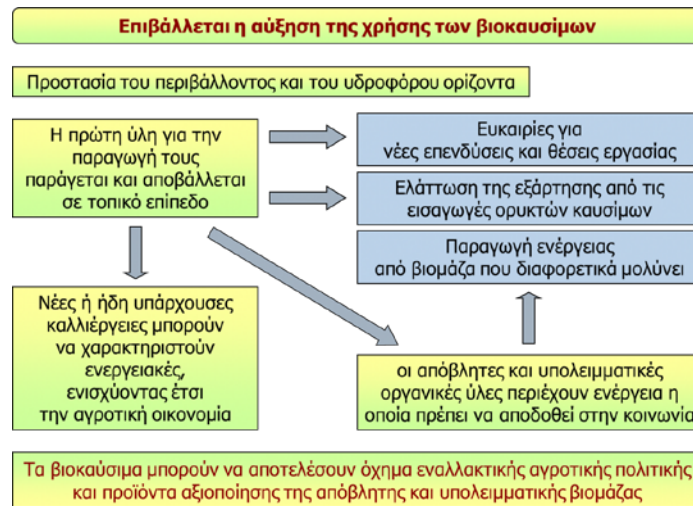 Επιβάλλεται η αύξηση της χρήσης των βιοκαυσίμων
Προστασία του περιβάλλοντος και του υδροφόρου ορίζοντα
Η πρώτη ύλη για την
παραγωγή τους
παράγεται και αποβάλλεται
σε τοπικό επίπεδο
Ευκαιρίες για
νέες επενδύσεις και θέσεις εργασίας
Ελάττωση της εξάρτησης από τις
εισαγωγές ορυκτών καυσίμων
Παραγωγή ενέργειας
από βιομάζα που διαφορετικά μολύνει
Νέες ή ήδη υπάρχουσες
καλλιέργειες μπορούν
να χαρακτηριστούν
ενεργειακές,
ενισχύοντας έτσι
την αγροτική οικονομία
οι απόβλητες και υπολειμματικές
οργανικές ύλες περιέχουν ενέργεια η
οποία πρέπει να αποδοθεί στην κοινωνία
Τα βιοκαύσιμα μπορούν να αποτελέσουν όχημα εναλλακτικής αγροτικής πολιτικής
και προϊόντα αξιοποίησης της απόβλητης και υπολειμματικής βιομάζας